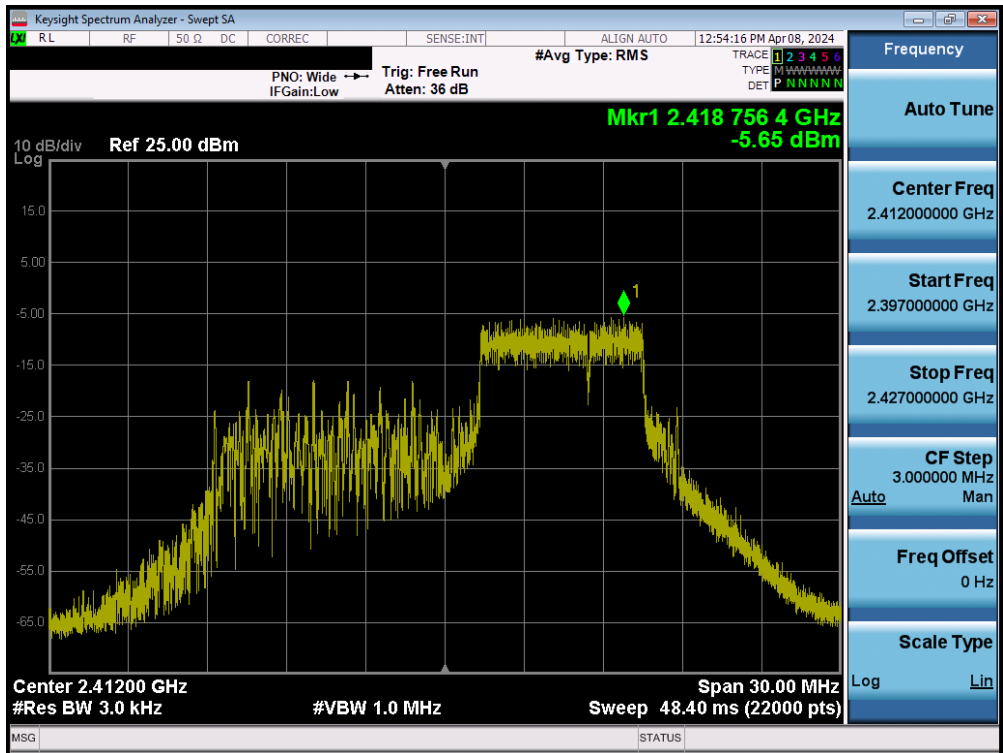 Keysight Spectrum Analyzer - Swept SA
LXI RL RF 50 Ω DC CORREC SENSE:INT ALIGN AUTO 12:54:16 PM Apr 08, 2024
#Avg Type: RMS
TRACE 1 2 3 4 5 6
PNO: Wide Trig: Free Run
TYPE M WWWWW
IFGain:Low Atten: 36 dB
DET P N N N N N
Mkr1 2.418 756 4 GHz
-5.65 dBm
10 dB/div Ref 25.00 dBm
Log
15.0
5.00
1
-5.00
-15.0
-25.0
-35.0
-45.0
-55.0
-65.0
Center 2.41200 GHz Span 30.00 MHz
#Res BW 3.0 kHz #VBW 1.0 MHz Sweep 48.40 ms (22000 pts)
MSG STATUS
Frequency
Auto Tune
Center Freq
2.412000000 GHz
Start Freq
2.397000000 GHz
Stop Freq
2.427000000 GHz
CF Step
3.000000 MHz
Auto Man
Freq Offset
0 Hz
Scale Type
Log Lin